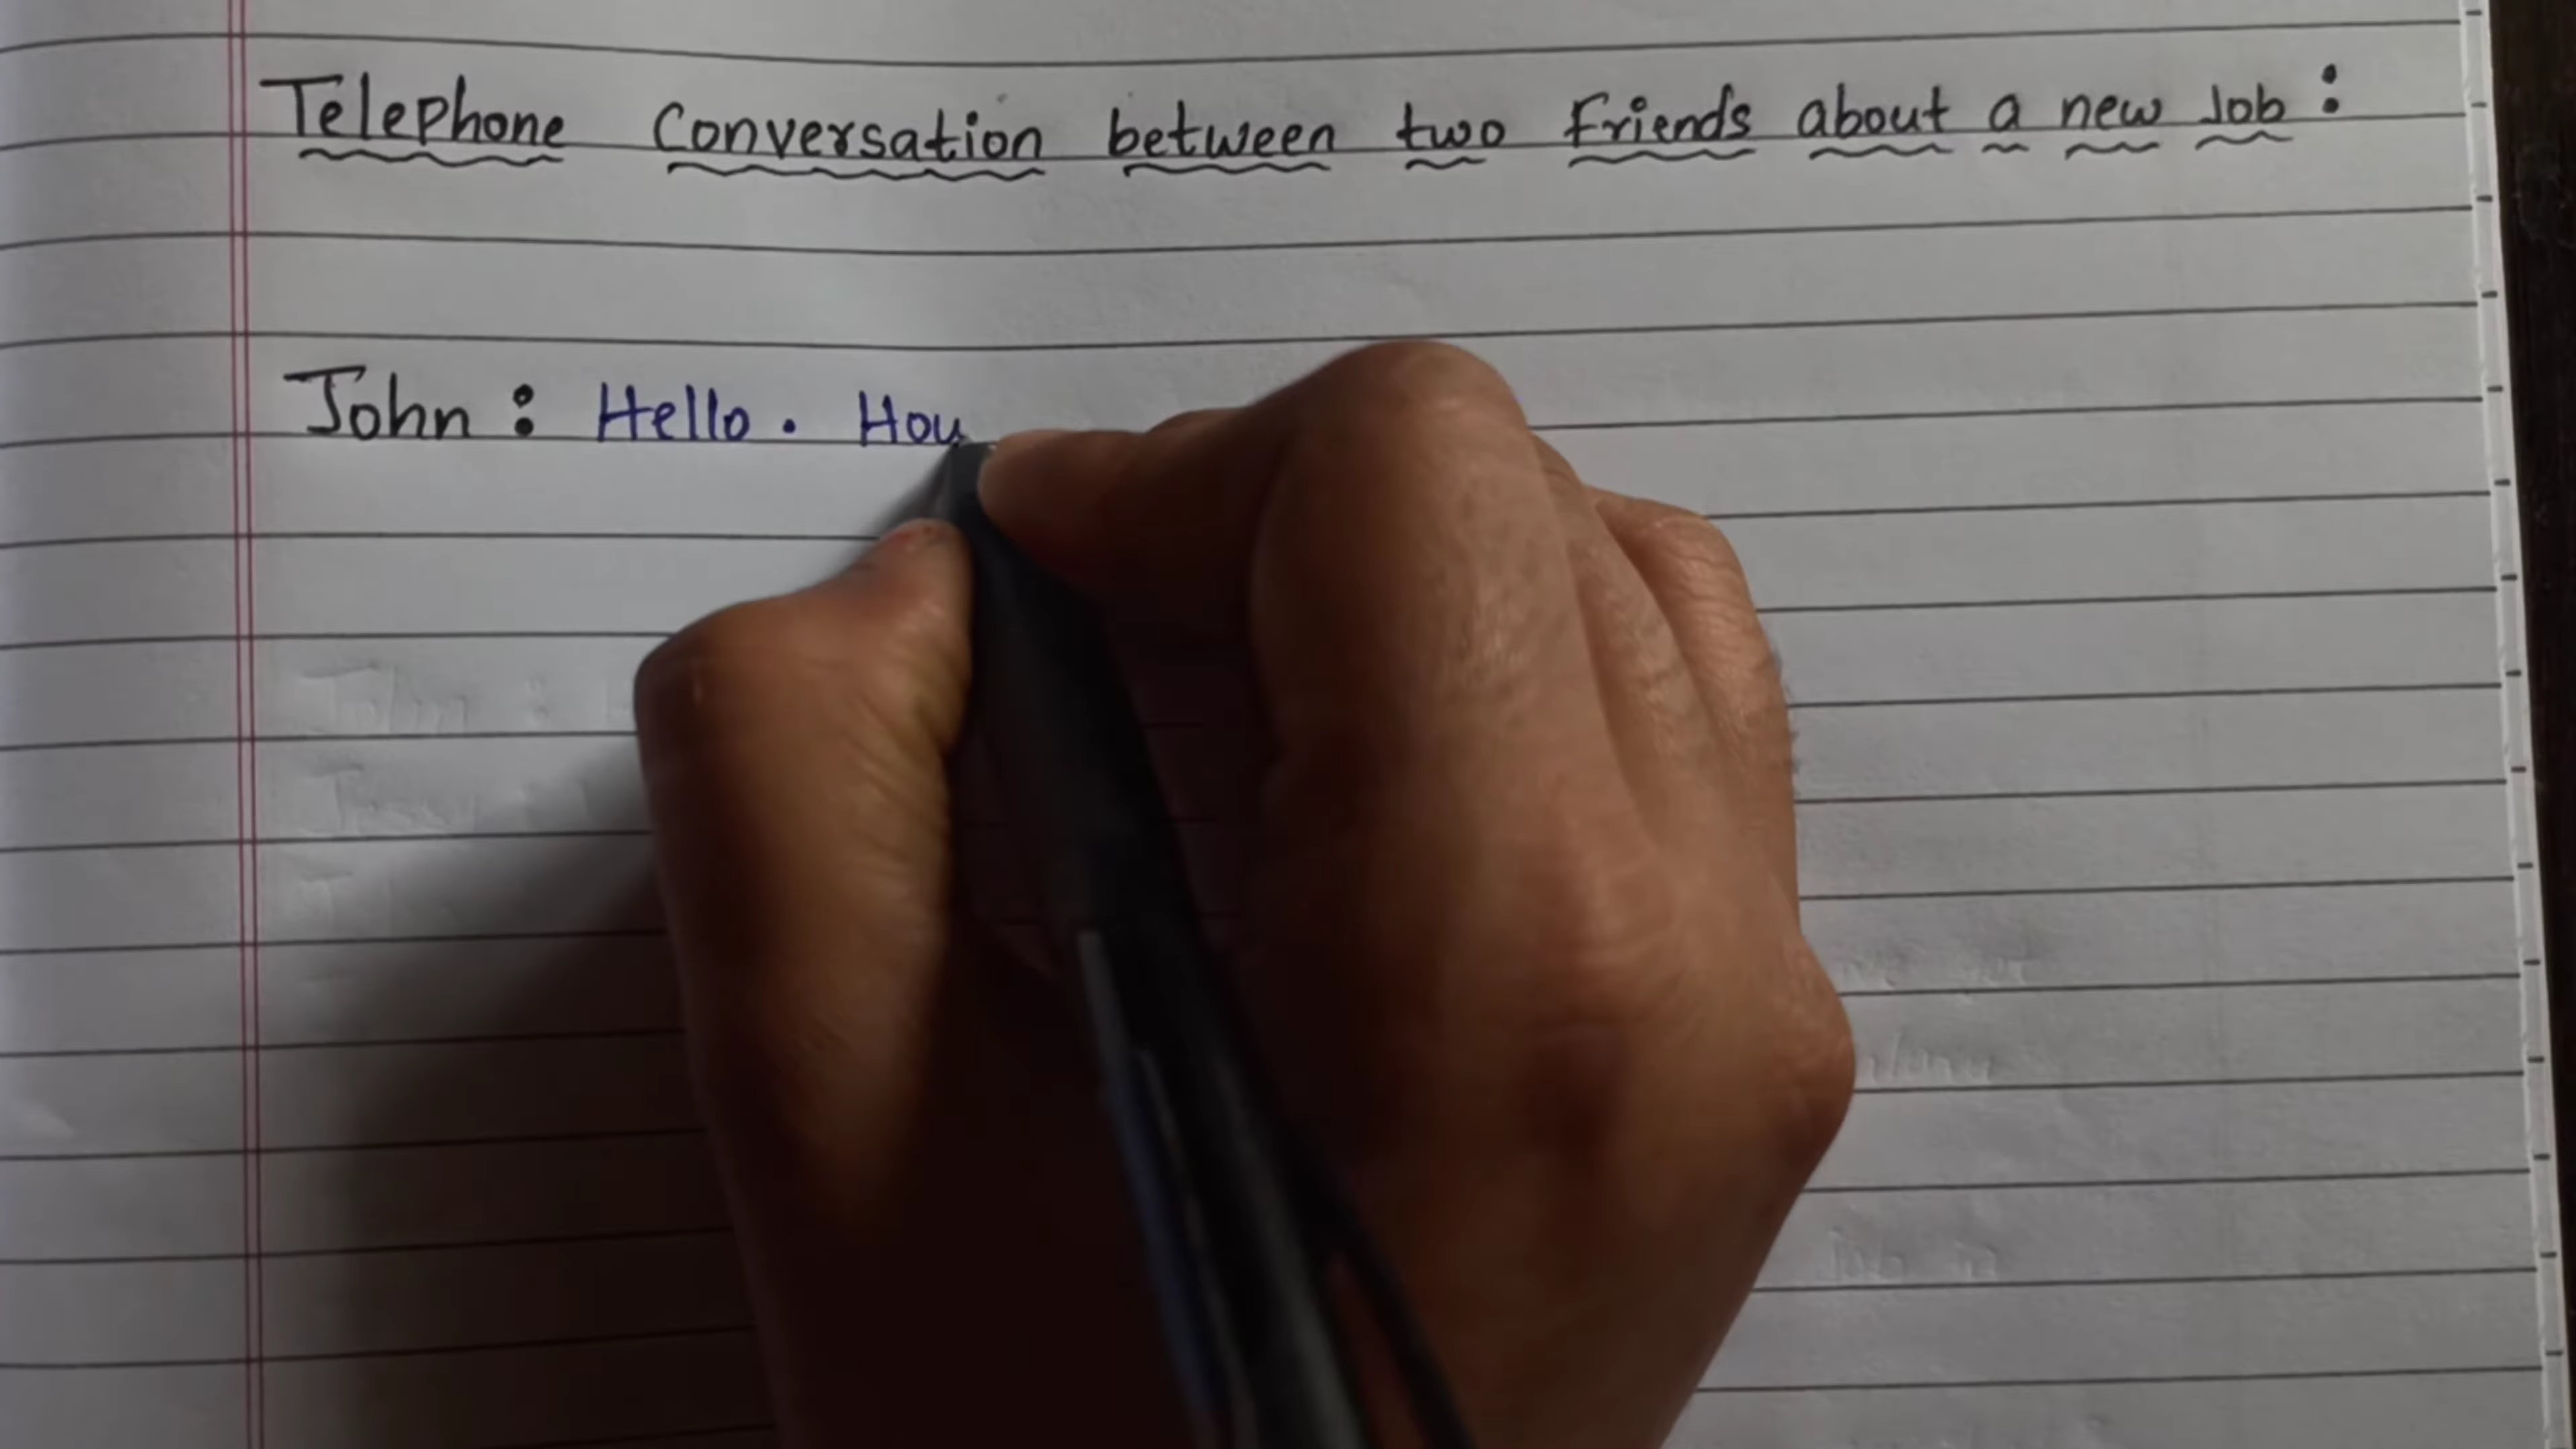 Telephone Conversation between two Friends about a new Job :
John : Hello . Hou